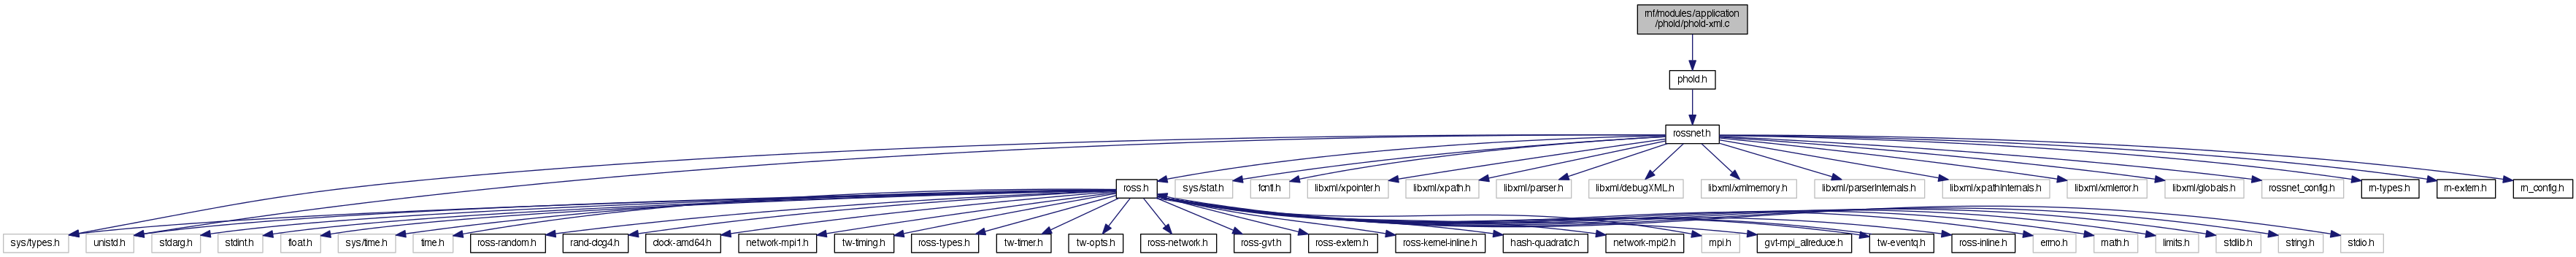 rnf/modules/application
/phold/phold-xml.c
phold.h
rossnet.h
ross.h
sys/stat.h
fcntl.h
libxml/xpointer.h
libxml/xpath.h
libxml/parser.h
libxml/debugXML.h
libxml/xmlmemory.h
libxml/parserInternals.h
libxml/xpathInternals.h
libxml/xmlerror.h
libxml/globals.h
rossnet_config.h
rn-types.h
rn-extern.h
rn_config.h
sys/types.h
unistd.h
stdarg.h
stdint.h
float.h
sys/time.h
time.h
ross-random.h
rand-clcg4.h
clock-amd64.h
network-mpi1.h
tw-timing.h
ross-types.h
tw-timer.h
tw-opts.h
ross-network.h
ross-gvt.h
ross-extern.h
ross-kernel-inline.h
hash-quadratic.h
network-mpi2.h
mpi.h
gvt-mpi_allreduce.h
tw-eventq.h
ross-inline.h
errno.h
math.h
limits.h
stdlib.h
string.h
stdio.h